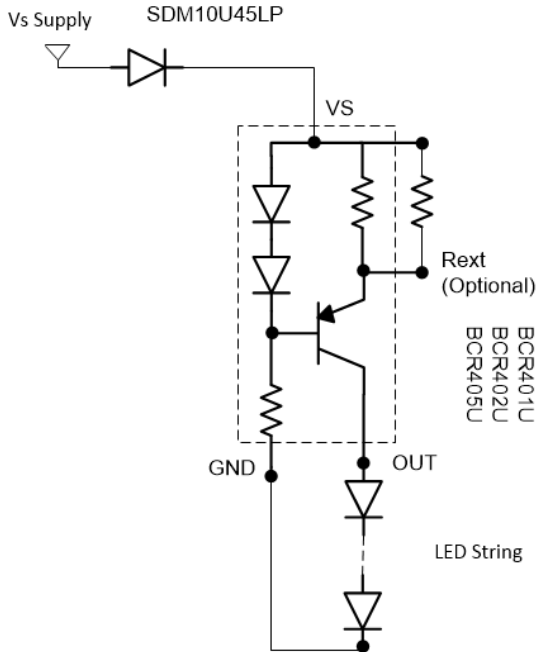 Vs Supply
SDM10U45LP
VS
Rext
(Optional)
BCR401U
BCR402U
BCR405U
GND
OUT
LED String